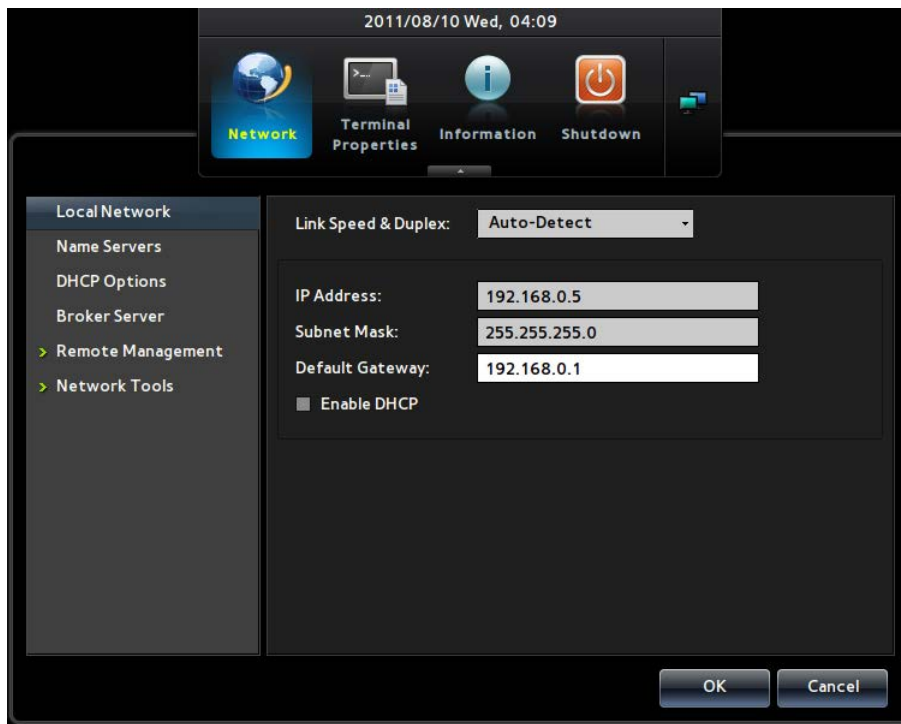 2011/08/10 Wed, 04:09
Network
Terminal
Properties
Information
Shutdown
Local Network
Name Servers
DHCP Options
Broker Server
> Remote Management
> Network Tools
Link Speed & Duplex: Auto-Detect
IP Address: 192.168.0.5
Subnet Mask: 255.255.255.0
Default Gateway: 192.168.0.1
Enable DHCP
OK
Cancel